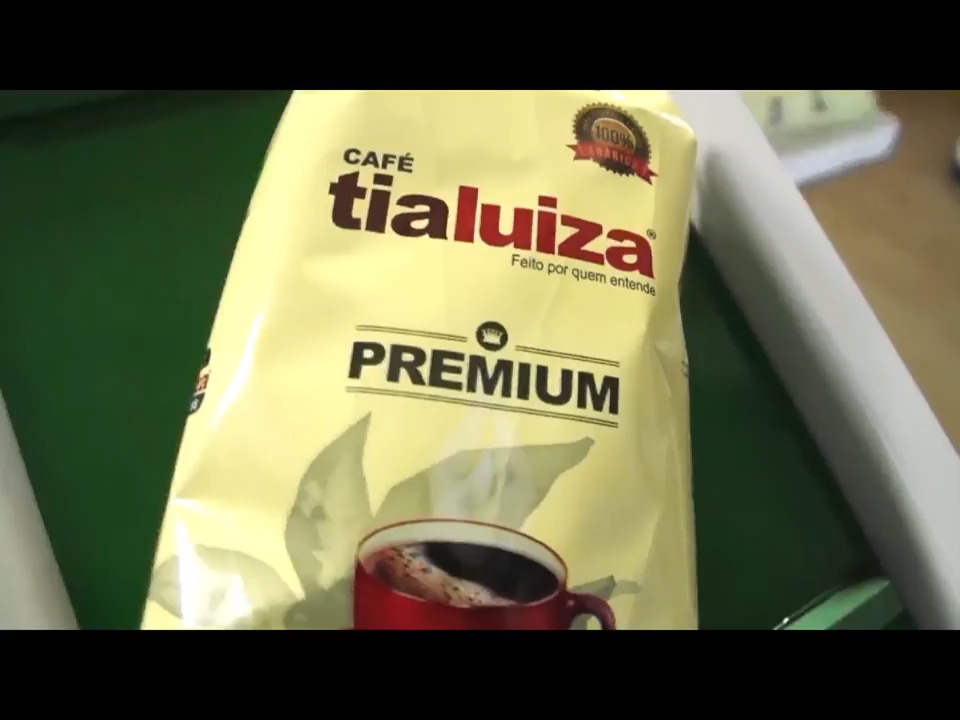 100%
ARÁBICA
CAFÉ
tialuiza®
Feito por quem entende
PREMIUM